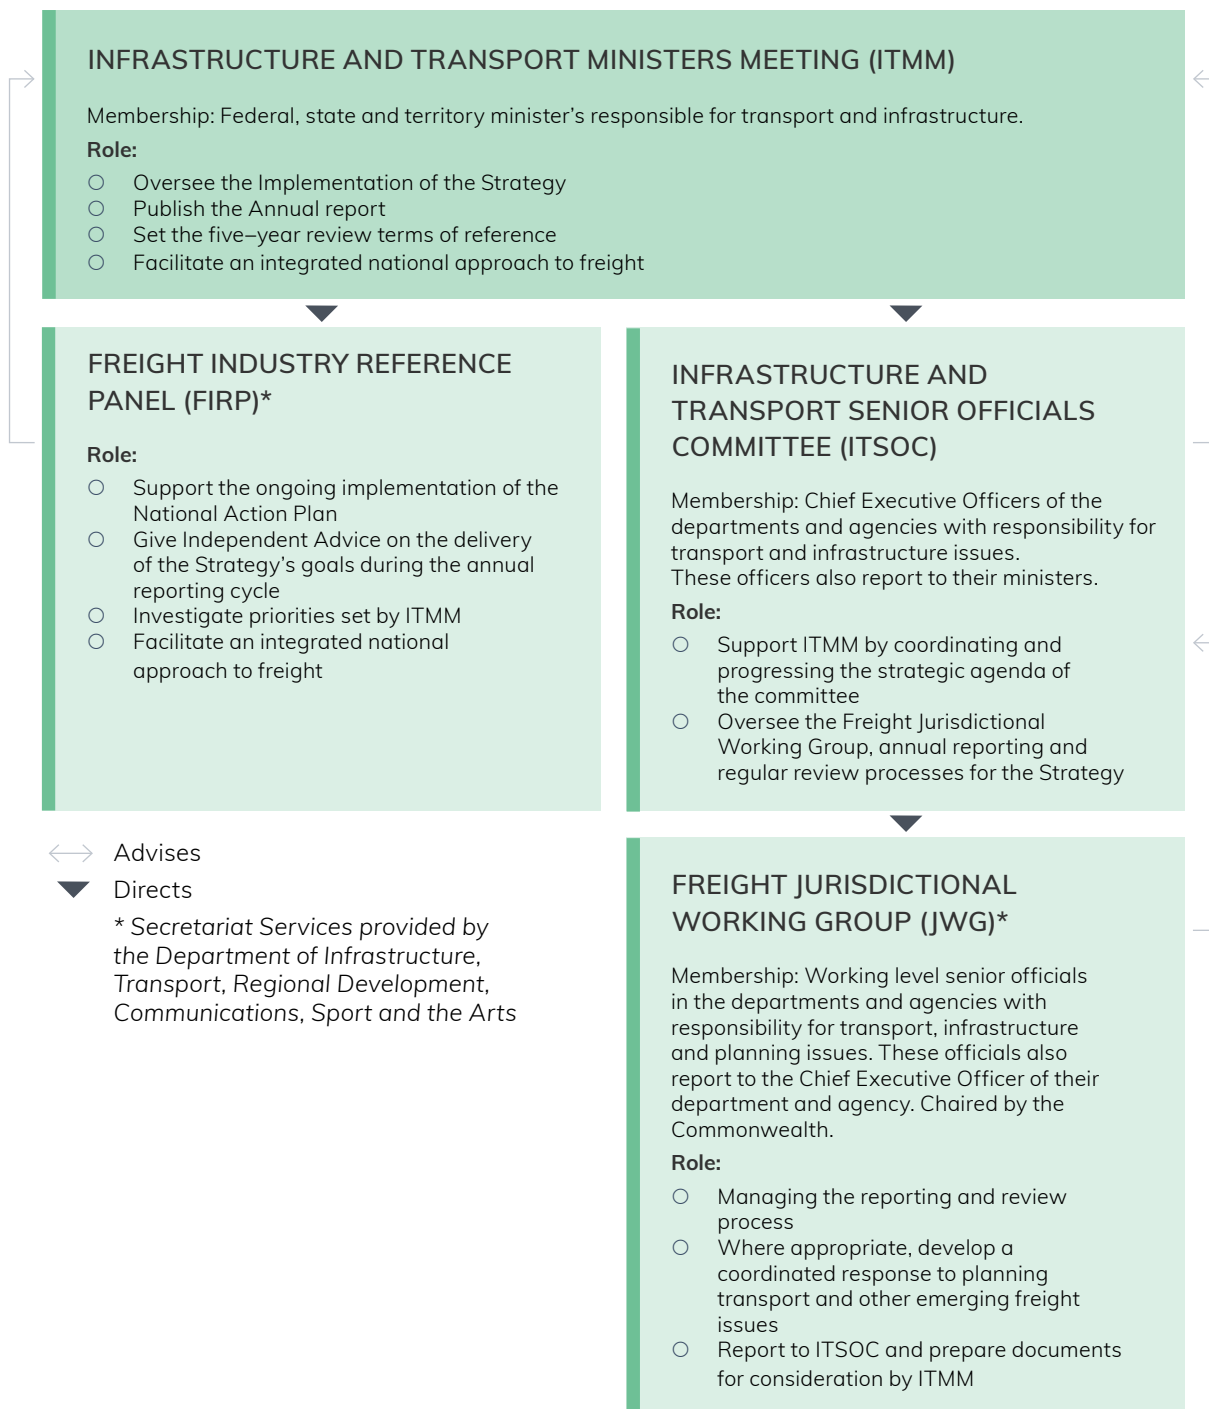 INFRASTRUCTURE AND TRANSPORT MINISTERS MEETING (ITMM)
Membership: Federal, state and territory minister's responsible for transport and infrastructure.
Role:
Oversee the Implementation of the Strategy
Publish the Annual report
Set the five–year review terms of reference
Facilitate an integrated national approach to freight
FREIGHT INDUSTRY REFERENCE
PANEL (FIRP)*
Role:
Support the ongoing implementation of the
National Action Plan
Give Independent Advice on the delivery
of the Strategy's goals during the annual
reporting cycle
Investigate priorities set by ITMM
Facilitate an integrated national
approach to freight
INFRASTRUCTURE AND
TRANSPORT SENIOR OFFICIALS
COMMITTEE (ITSOC)
Membership: Chief Executive Officers of the
departments and agencies with responsibility for
transport and infrastructure issues.
These officers also report to their ministers.
Role:
Support ITMM by coordinating and
progressing the strategic agenda of
the committee
Oversee the Freight Jurisdictional
Working Group, annual reporting and
regular review processes for the Strategy
Advises
Directs
* Secretariat Services provided by
the Department of Infrastructure,
Transport, Regional Development,
Communications, Sport and the Arts
FREIGHT JURISDICTIONAL
WORKING GROUP (JWG)*
Membership: Working level senior officials
in the departments and agencies with
responsibility for transport, infrastructure
and planning issues. These officials also
report to the Chief Executive Officer of their
department and agency. Chaired by the
Commonwealth.
Role:
Managing the reporting and review
process
Where appropriate, develop a
coordinated response to planning
transport and other emerging freight
issues
Report to ITSOC and prepare documents
for consideration by ITMM